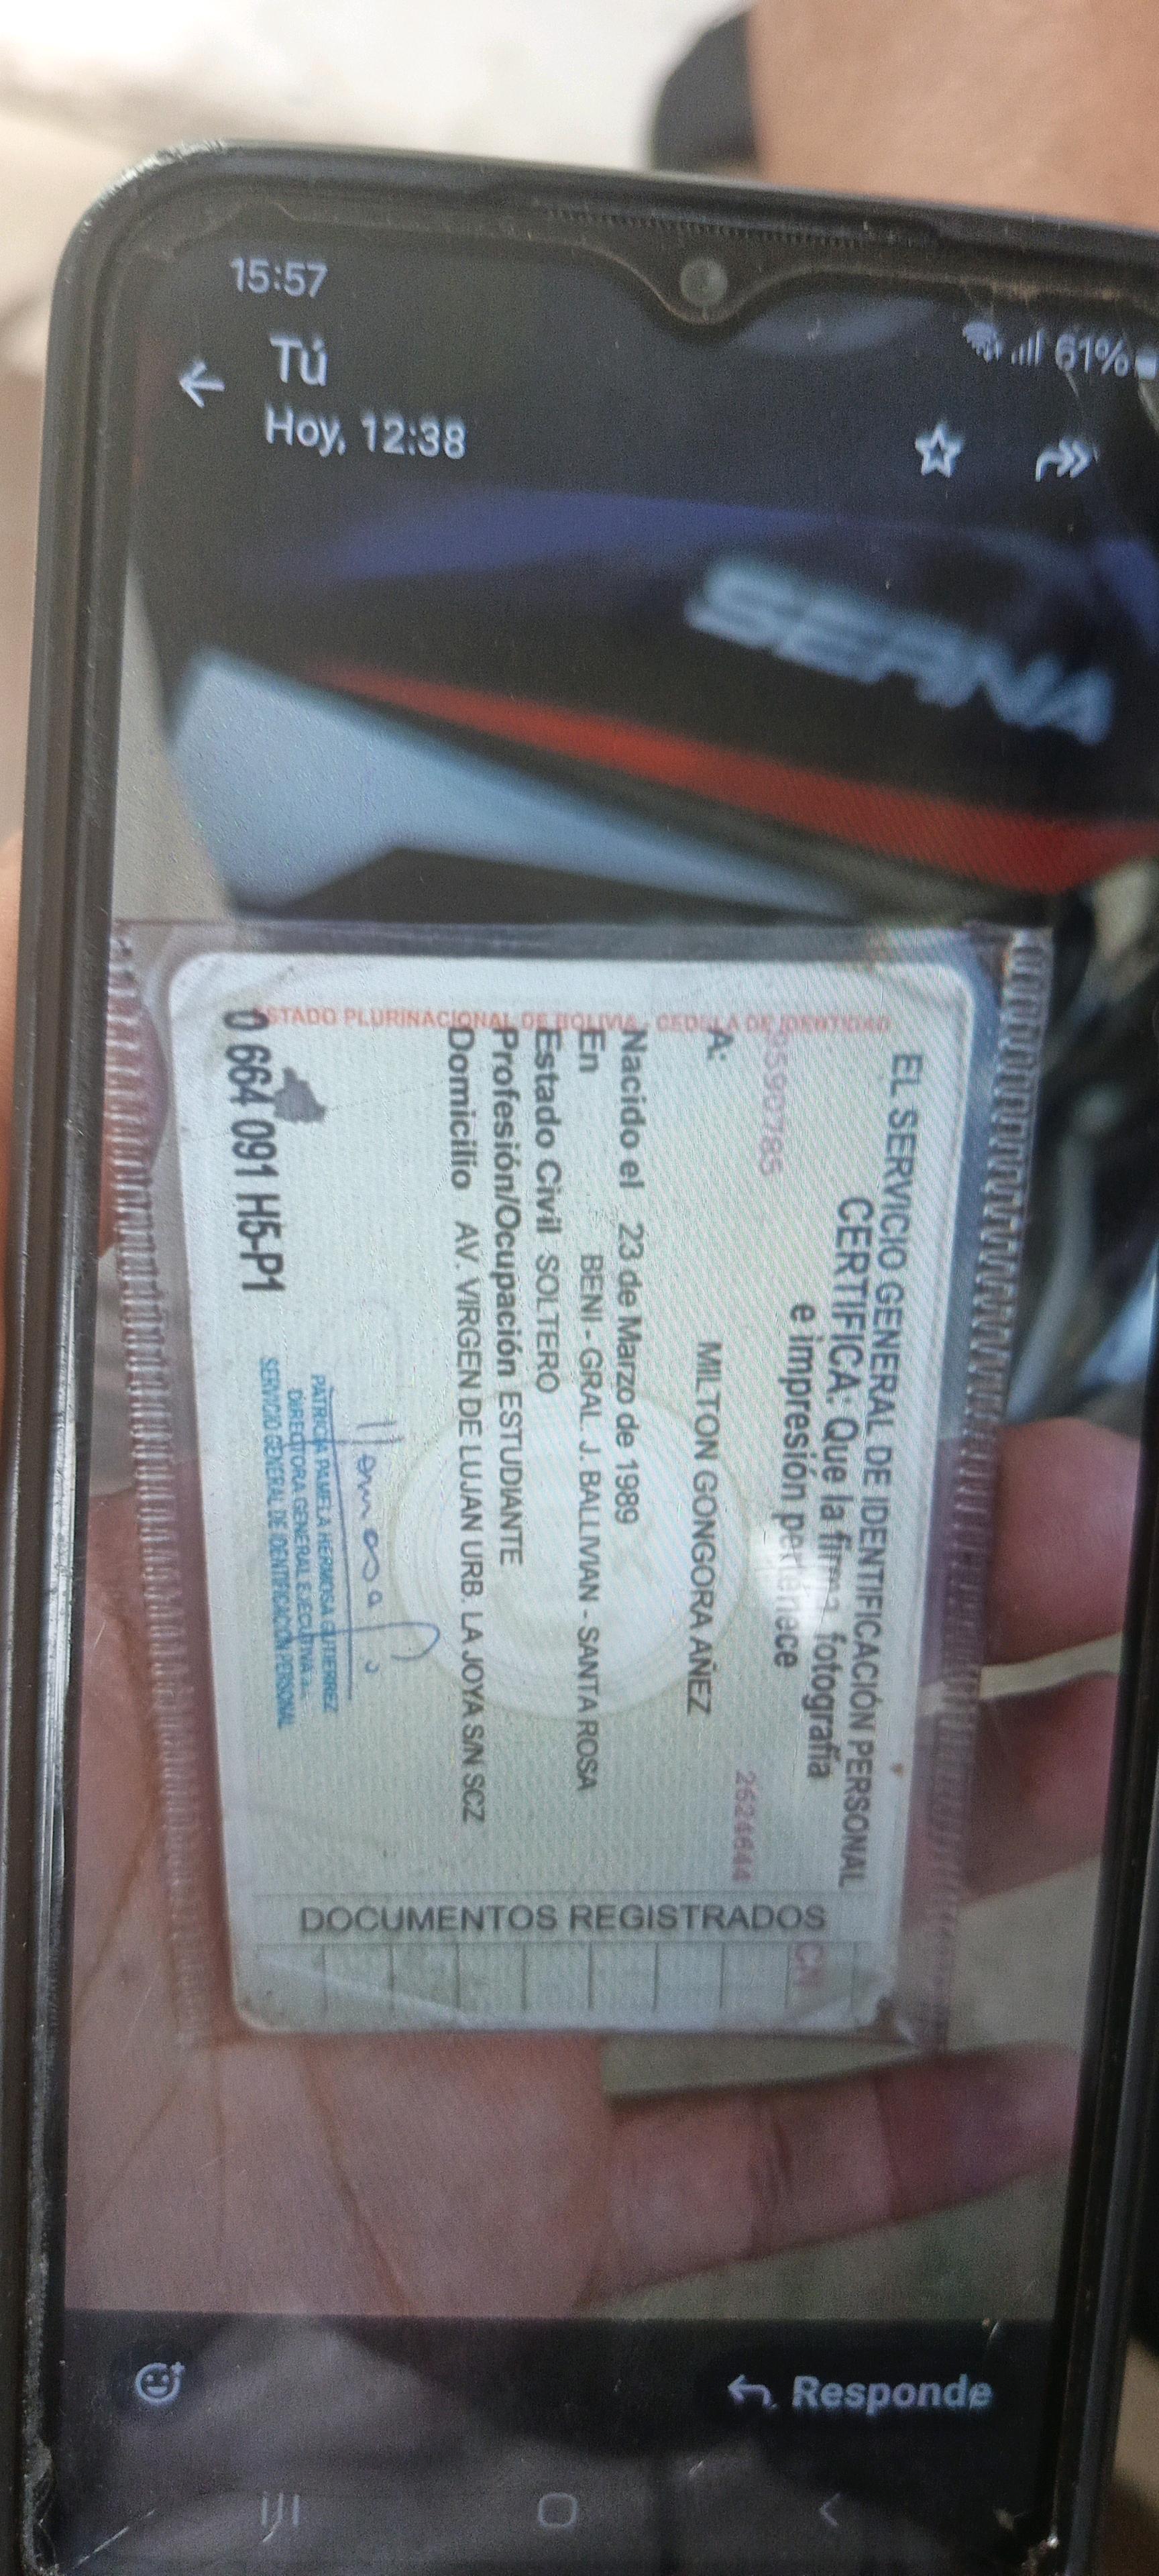 15:57
61%
Tú
Hoy, 12:38
SERNA
ESTADO PLURINACIONAL DE BOLIVIA - CEDULA DE IDENTIDAD
EL SERVICIO GENERAL DE IDENTIFICACIÓN PERSONAL
CERTIFICA: Que la firma, fotografía
e impresión pertenece
95590785
2624644
A: MILTON GONGORA AÑEZ
Nacido el 23 de Marzo de 1989
En BENI - GRAL. J. BALLIVIAN - SANTA ROSA
Estado Civil SOLTERO
Profesión/Ocupación ESTUDIANTE
Domicilio AV. VIRGEN DE LUJAN URB. LA JOYA S/N SCZ
PATRICIA PAMELA HERMOSA GUTIERREZ
DIRECTORA GENERAL EJECUTIVA a.i.
SERVICIO GENERAL DE IDENTIFICACIÓN PERSONAL
0 664 091 H5-P1
DOCUMENTOS REGISTRADOS
CN
Responde